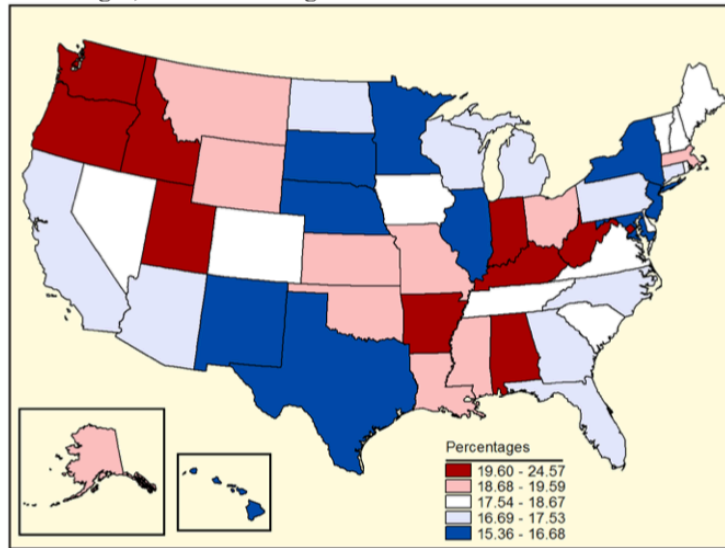 Percentages
19.60 - 24.57
18.68 - 19.59
17.54 - 18.67
16.69 - 17.53
15.36 - 16.68